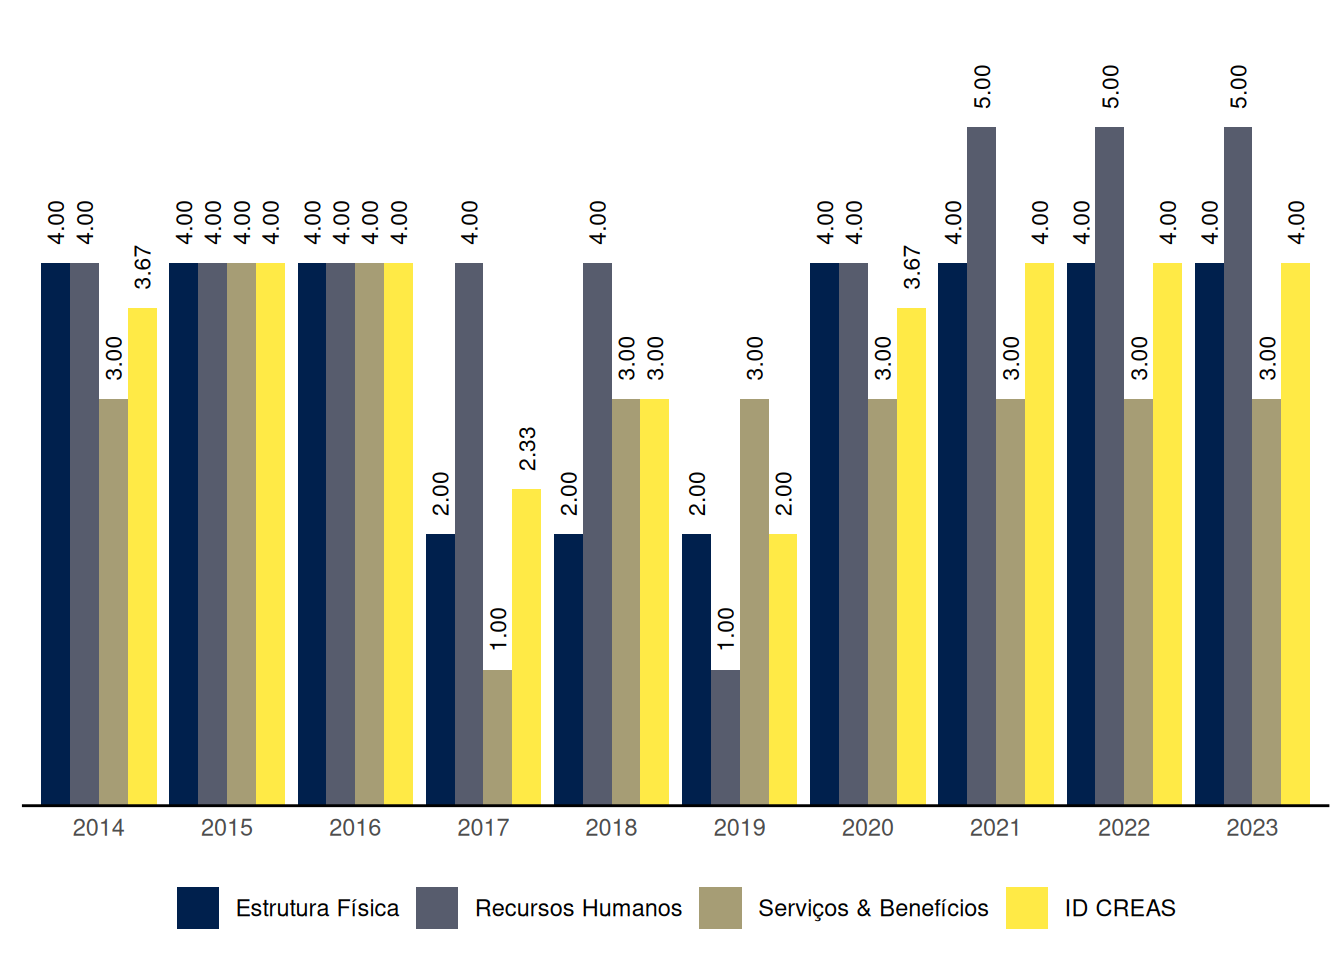 5.00 5.00 5.00
4.00 4.00 4.00 4.00 4.00 4.00 4.00 4.00 4.00 4.00 4.00 4.00 4.00 4.00 4.00 4.00 4.00 4.00 4.00 4.00
3.67 3.67
3.00 3.00 3.00 3.00 3.00 3.00 3.00 3.00
2.33
2.00 2.00 2.00 2.00
1.00 1.00
2014 2015 2016 2017 2018 2019 2020 2021 2022 2023
Estrutura Física Recursos Humanos Serviços & Benefícios ID CREAS